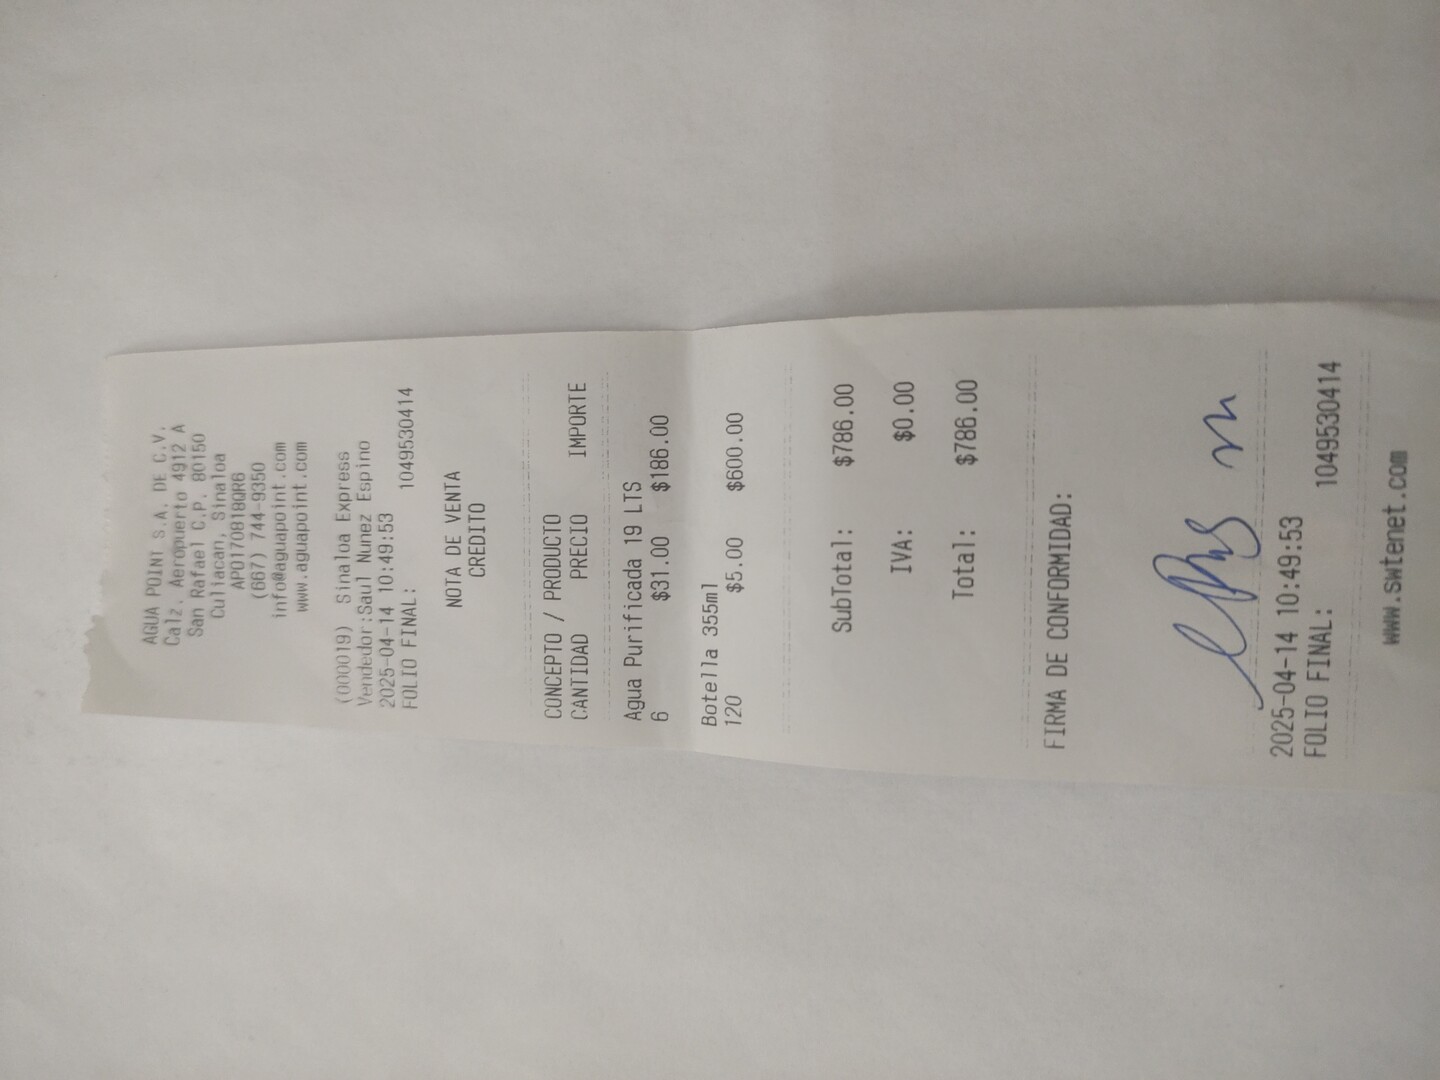 AGUA POINT S.A. DE C.V.
Calz. Aeropuerto 4912 A
San Rafael C.P. 80150
Culiacan, Sinaloa
APO170818QR6
(667) 744-9350
info@aguapoint.com
www.aguapoint.com
(000019) Sinaloa Express
Vendedor:Saul Nunez Espino
2025-04-14 10:49:53
FOLIO FINAL: 1049530414
NOTA DE VENTA
CREDITO
CONCEPTO / PRODUCTO
CANTIDAD PRECIO IMPORTE
Agua Purificada 19 LTS
6 $31.00 $186.00
Botella 355ml
120 $5.00 $600.00
SubTotal: $786.00
IVA: $0.00
Total: $786.00
FIRMA DE CONFORMIDAD:
2025-04-14 10:49:53
FOLIO FINAL: 1049530414
www.swtenet.com